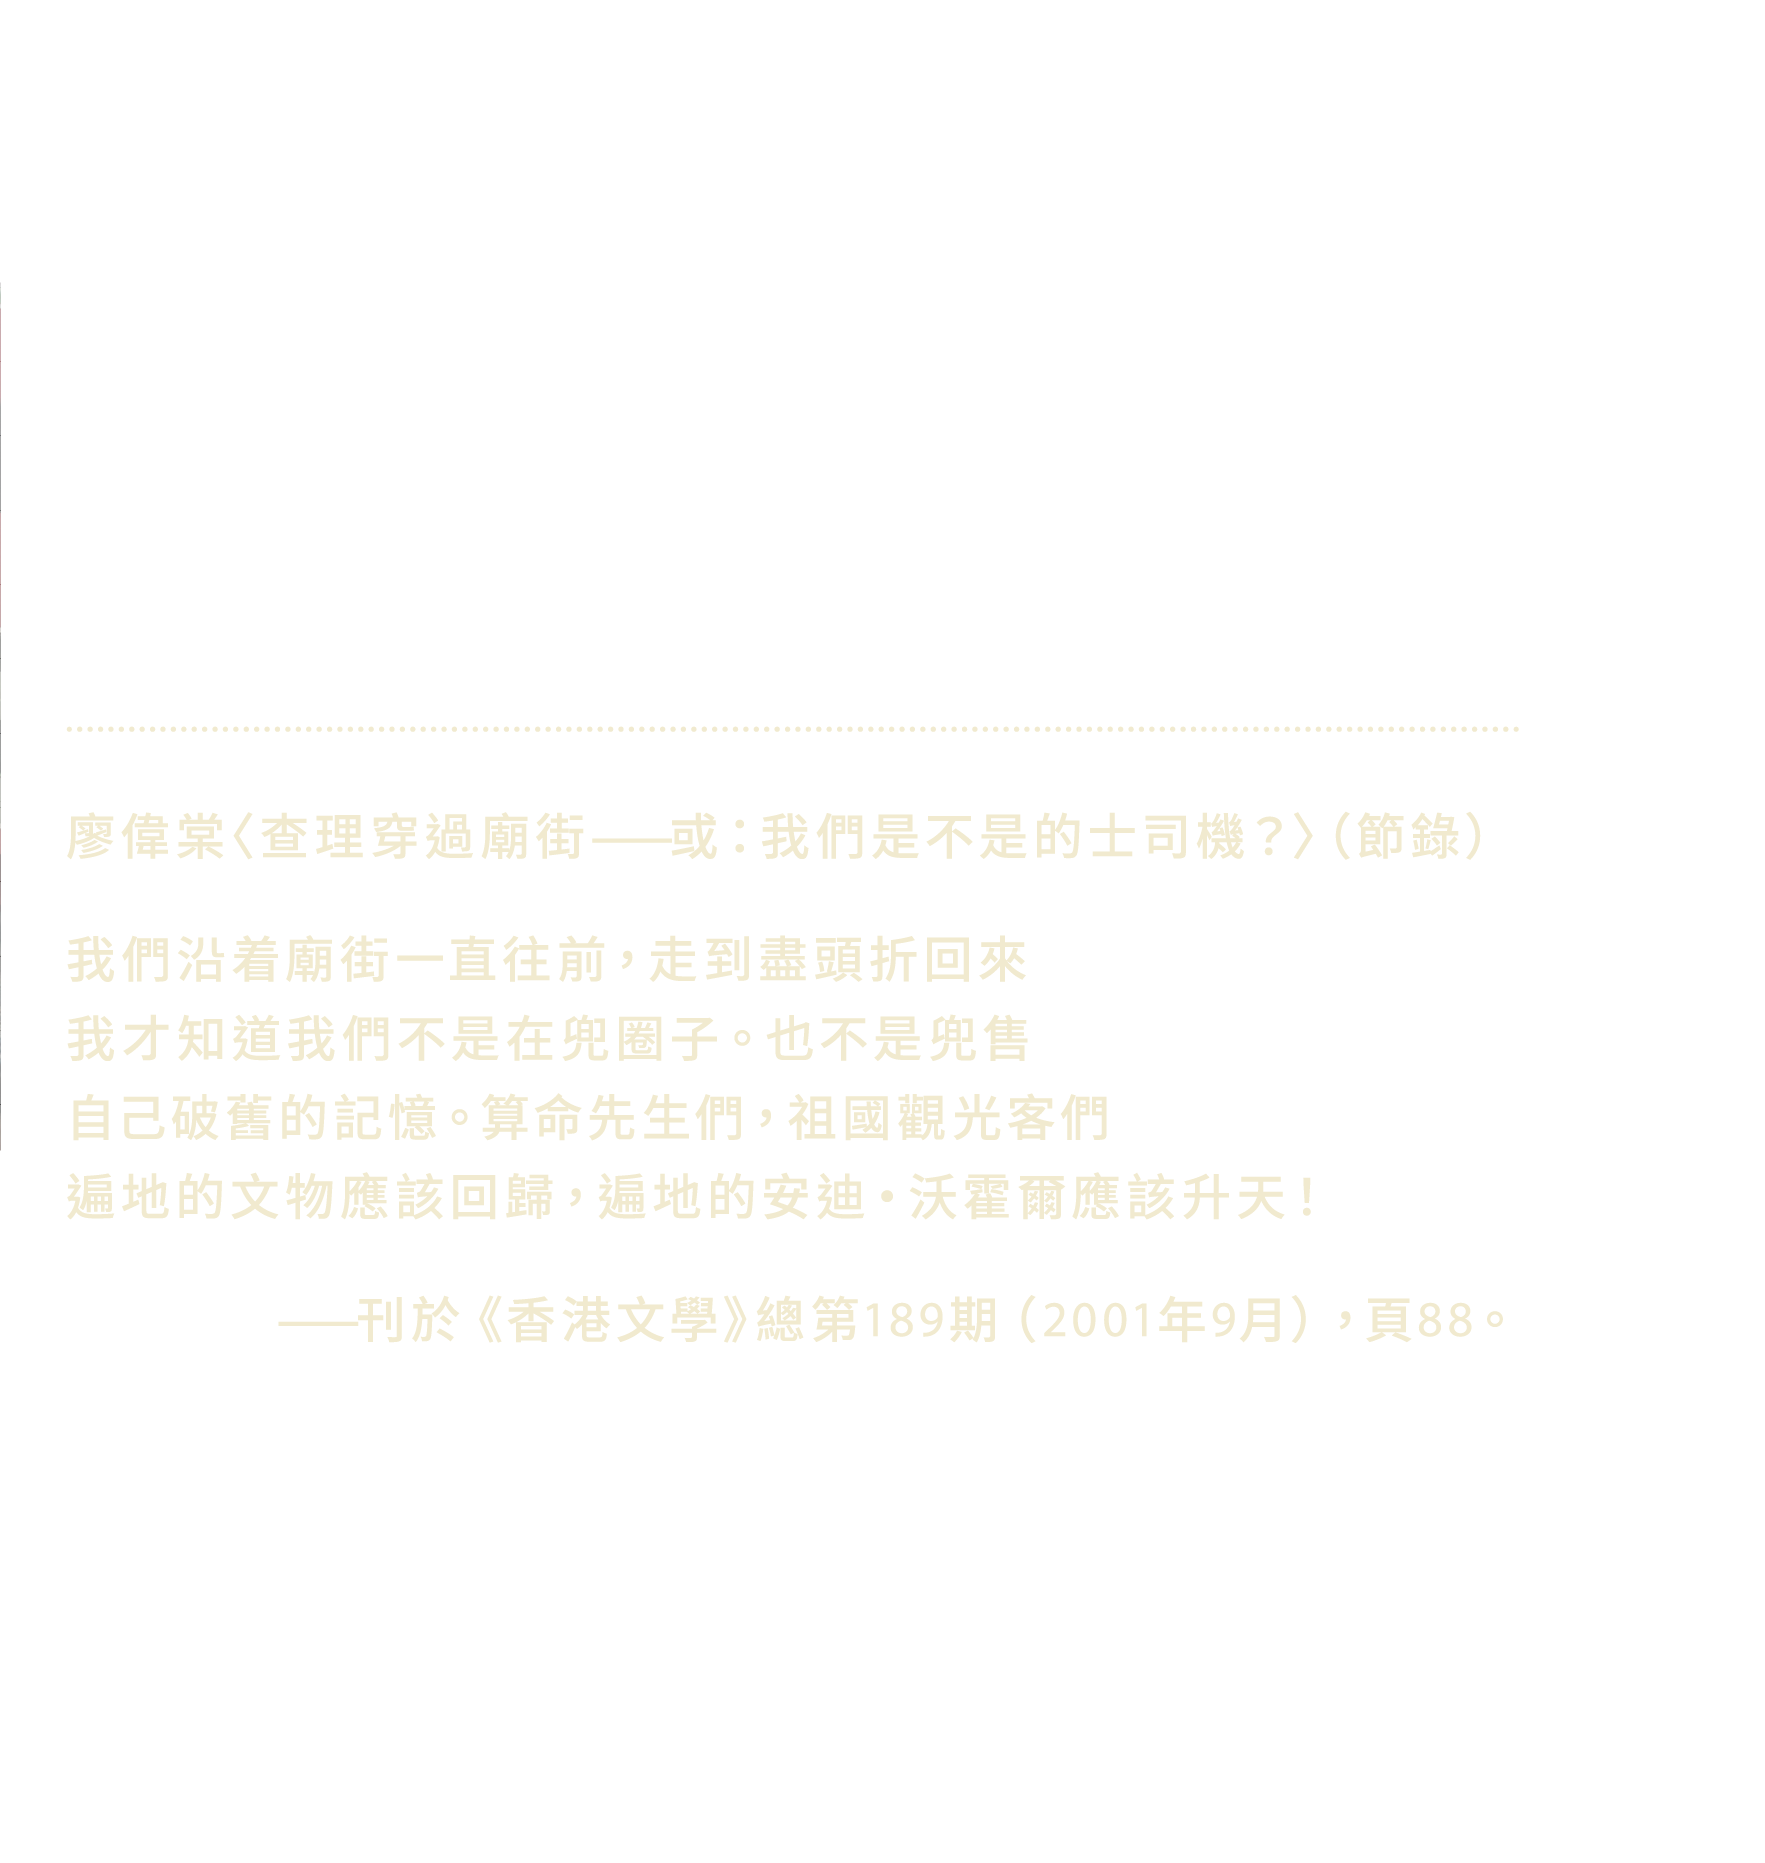 廖偉棠〈查理穿過廟街——或：我們是不是的士司機？〉（節錄）
我們沿着廟街一直往前，走到盡頭折回來
我才知道我們不是在兜圈子。也不是兜售
自己破舊的記憶。算命先生們，祖國觀光客們
遍地的文物應該回歸，遍地的安迪・沃霍爾應該升天！
——刊於《香港文學》總第189期（2001年9月），頁88。